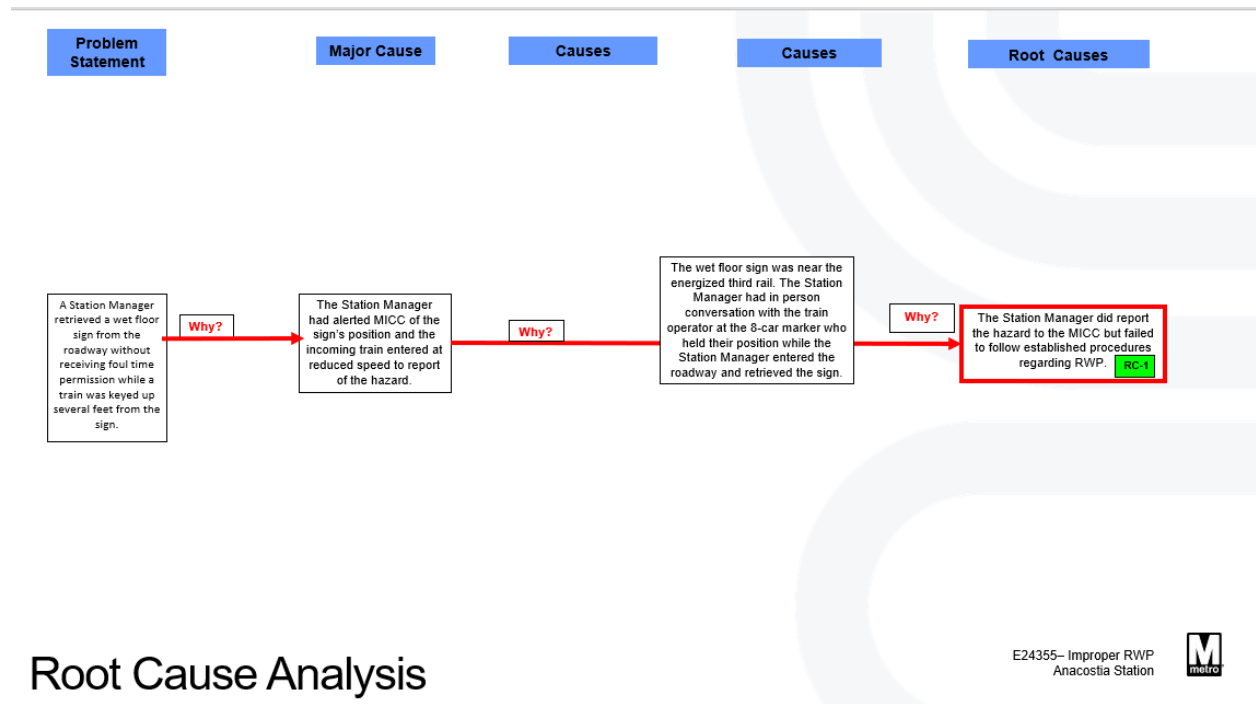 Problem
Statement
Major Cause
Causes
Causes
Root Causes
A Station Manager
retrieved a wet floor
sign from the
roadway without
receiving foul time
permission while a
train was keyed up
several feet from the
sign.
Why?
The Station Manager
had alerted MICC of the
sign's position and the
incoming train entered at
reduced speed to report
of the hazard.
Why?
The wet floor sign was near the
energized third rail. The Station
Manager had in person
conversation with the train
operator at the 8-car marker who
held their position while the
Station Manager entered the
roadway and retrieved the sign.
Why?
The Station Manager did report
the hazard to the MICC but failed
to follow established procedures
regarding RWP.
RC-1
Root Cause Analysis
E24355– Improper RWP
Anacostia Station
M
metro